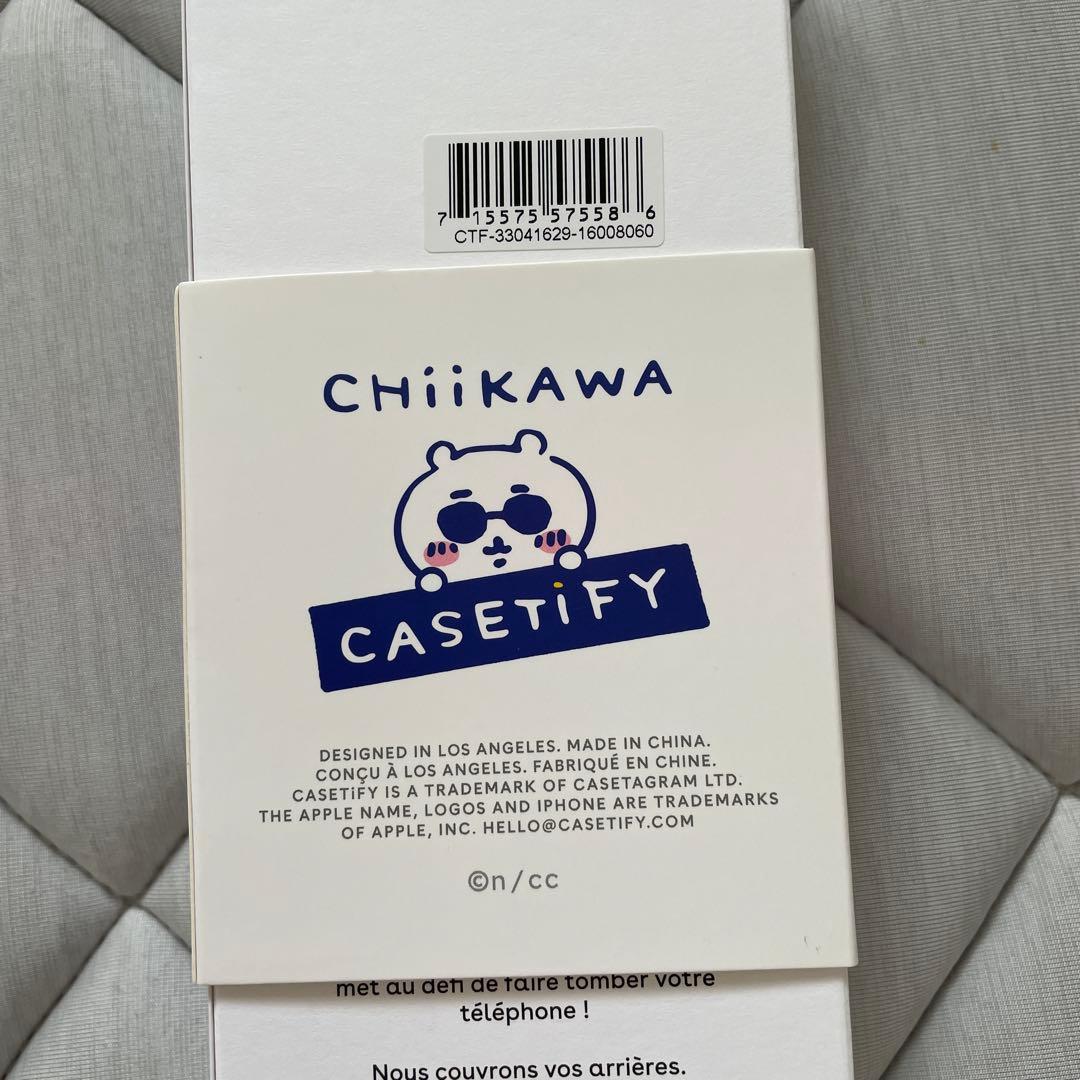 7 15575 57558 6
CTF-33041629-16008060
CHiiKAWA
CASETiFY
DESIGNED IN LOS ANGELES. MADE IN CHINA.
CONÇU À LOS ANGELES. FABRIQUÉ EN CHINE.
CASETiFY IS A TRADEMARK OF CASETAGRAM LTD.
THE APPLE NAME, LOGOS AND IPHONE ARE TRADEMARKS
OF APPLE, INC. HELLO@CASETIFY.COM
©n/cc
met au défi de faire tomber votre
téléphone !
Nous couvrons vos arrières.